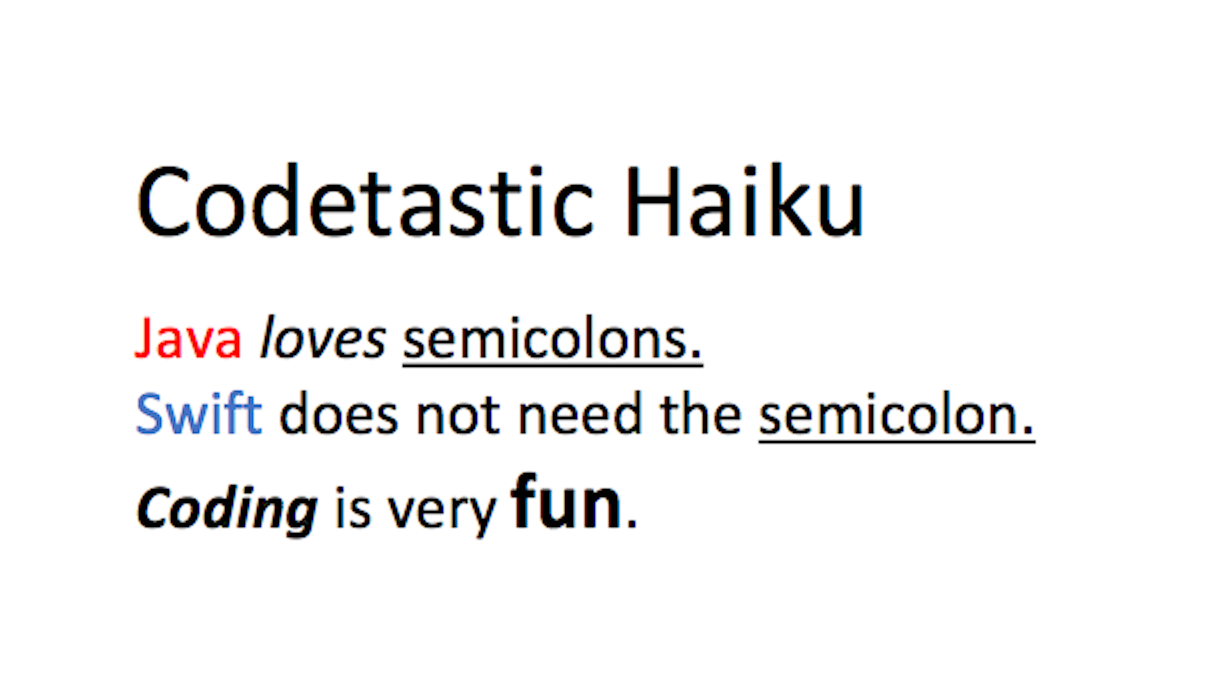 Codetastic Haiku
Java loves semicolons.
Swift does not need the semicolon.
Coding is very fun.